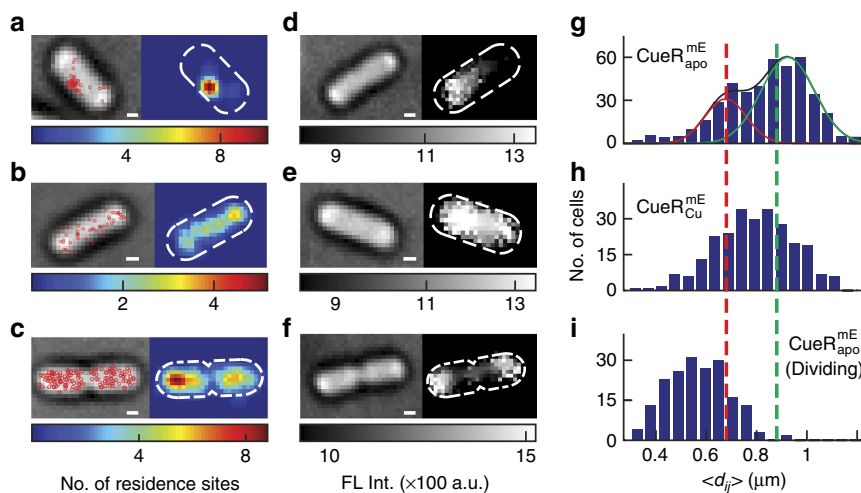 a
4 8
b
2 4
c
4 8
No. of residence sites
d
9 11 13
e
9 11 13
f
10 15
FL Int. (×100 a.u.)
g
CueR mE apo
60
30
0
h
CueR mE Cu
No. of cells
30
0
i
CueR mE apo
(Dividing)
30
0
0.4 0.6 0.8 1
<d ij> (μm)